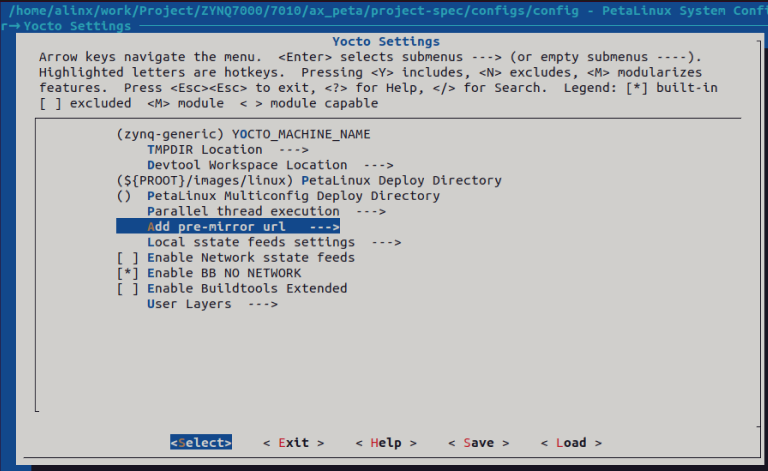 /home/alinx/work/Project/ZYNQ7000/7010/ax_peta/project-spec/configs/config - PetaLinux System Confi
r→Yocto Settings
Yocto Settings
Arrow keys navigate the menu.  <Enter> selects submenus ---> (or empty submenus ----).
Highlighted letters are hotkeys.  Pressing <Y> includes, <N> excludes, <M> modularizes
features.  Press <Esc><Esc> to exit, <?> for Help, </> for Search.  Legend: [*] built-in
[ ] excluded  <M> module  < > module capable
(zynq-generic) YOCTO_MACHINE_NAME
TMPDIR Location  --->
Devtool Workspace Location  --->
(${PROOT}/images/linux) PetaLinux Deploy Directory
()  PetaLinux Multiconfig Deploy Directory
Parallel thread execution  --->
Add pre-mirror url   --->
Local sstate feeds settings  --->
[ ] Enable Network sstate feeds
[*] Enable BB NO NETWORK
[ ] Enable Buildtools Extended
User Layers  --->
<Select>    < Exit >    < Help >    < Save >    < Load >